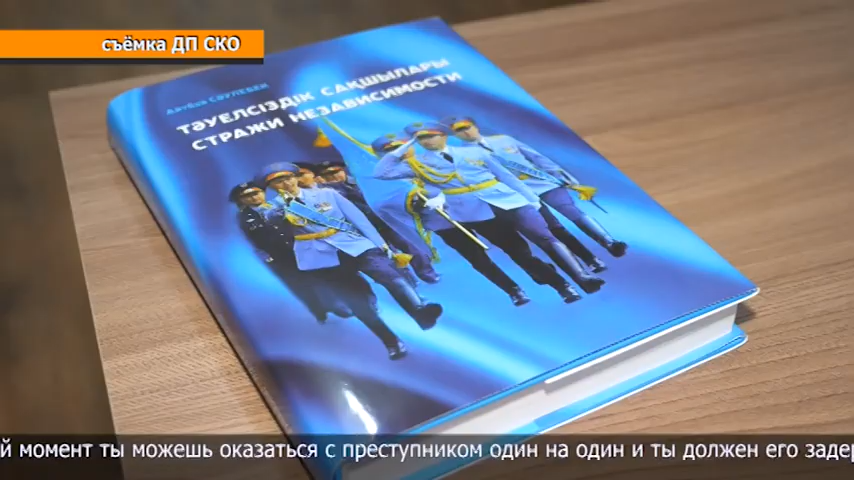 съёмка ДП СКО
СӘУЛЕБЕК
ТӘУЕЛСІЗДІК САҚШЫЛАРЫ
СТРАЖИ НЕЗАВИСИМОСТИ
й момент ты можешь оказаться с преступником один на один и ты должен его задер